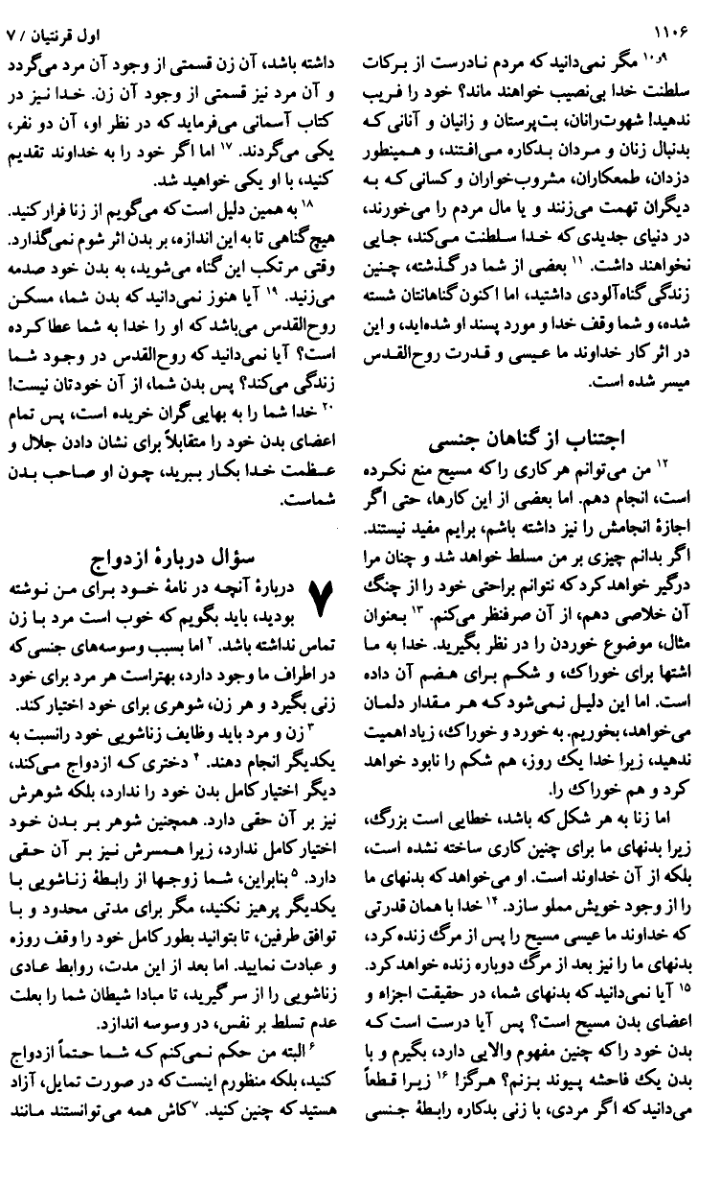 ۱۱۰۶
اول قرنتیان / ۷
۹و۱۰ مگر نمی‌دانید که مردم نادرست از برکات
سلطنت خدا بی‌نصیب خواهند ماند؟ خود را فریب
ندهید! شهوت‌رانان، بت‌پرستان و زانیان و آنانی که
بدنبال زنان و مردان بدکاره می‌افتند، و همینطور
دزدان، طمعکاران، مشروب‌خواران و کسانی که به
دیگران تهمت می‌زنند و یا مال مردم را می‌خورند،
در دنیای جدیدی که خدا سلطنت می‌کند، جایی
نخواهند داشت. ۱۱ بعضی از شما در گذشته، چنین
زندگی گناه‌آلودی داشتید، اما اکنون گناهانتان شسته
شده، و شما وقف خدا و مورد پسند او شده‌اید، و این
در اثر کار خداوند ما عیسی و قدرت روح‌القدس
میسر شده است.
اجتناب از گناهان جنسی
۱۲ من می‌توانم هر کاری را که مسیح منع نکرده
است، انجام دهم. اما بعضی از این کارها، حتی اگر
اجازهٔ انجامش را نیز داشته باشم، برایم مفید نیستند.
اگر بدانم چیزی بر من مسلط خواهد شد و چنان مرا
درگیر خواهد کرد که نتوانم براحتی خود را از چنگ
آن خلاصی دهم، از آن صرفنظر می‌کنم. ۱۳ بعنوان
مثال، موضوع خوردن را در نظر بگیرید. خدا به ما
اشتها برای خوراک، و شکم برای هضم آن داده
است. اما این دلیل نمی‌شود که هر مقدار دلمان
می‌خواهد، بخوریم. به خورد و خوراک، زیاد اهمیت
ندهید، زیرا خدا یک روز، هم شکم را نابود خواهد
کرد و هم خوراک را.
اما زنا به هر شکل که باشد، خطایی است بزرگ،
زیرا بدنهای ما برای چنین کاری ساخته نشده است،
بلکه از آن خداوند است. او می‌خواهد که بدنهای ما
را از وجود خویش مملو سازد. ۱۴ خدا با همان قدرتی
که خداوند ما عیسی مسیح را پس از مرگ زنده کرد،
بدنهای ما را نیز بعد از مرگ دوباره زنده خواهد کرد.
۱۵ آیا نمی‌دانید که بدنهای شما، در حقیقت اجزاء و
اعضای بدن مسیح است؟ پس آیا درست است که
بدن خود را که چنین مفهوم والایی دارد، بگیرم و با
بدن یک فاحشه پیوند بزنم؟ هرگز! ۱۶ زیرا قطعاً
می‌دانید که اگر مردی، با زنی بدکاره رابطهٔ جنسی
داشته باشد، آن زن قسمتی از وجود آن مرد می‌گردد
و آن مرد نیز قسمتی از وجود آن زن. خدا نیز در
کتاب آسمانی می‌فرماید که در نظر او، آن دو نفر،
یکی می‌گردند. ۱۷ اما اگر خود را به خداوند تقدیم
کنید، با او یکی خواهید شد.
۱۸ به همین دلیل است که می‌گویم از زنا فرار کنید.
هیچ گناهی تا به این اندازه، بر بدن اثر شوم نمی‌گذارد.
وقتی مرتکب این گناه می‌شوید، به بدن خود صدمه
می‌زنید. ۱۹ آیا هنوز نمی‌دانید که بدن شما، مسکن
روح‌القدس می‌باشد که او را خدا به شما عطا کرده
است؟ آیا نمی‌دانید که روح‌القدس در وجود شما
زندگی می‌کند؟ پس بدن شما، از آن خودتان نیست!
۲۰ خدا شما را به بهایی گران خریده است، پس تمام
اعضای بدن خود را متقابلاً برای نشان دادن جلال و
عظمت خدا بکار ببرید، چون او صاحب بدن
شماست.
سؤال دربارهٔ ازدواج
۷ دربارهٔ آنچه در نامهٔ خود برای من نوشته
بودید، باید بگویم که خوب است مرد با زن
تماس نداشته باشد. ۲ اما بسبب وسوسه‌های جنسی که
در اطراف ما وجود دارد، بهتر است هر مرد برای خود
زنی بگیرد و هر زن، شوهری برای خود اختیار کند.
۳ زن و مرد باید وظایف زناشویی خود را نسبت به
یکدیگر انجام دهند. ۴ دختری که ازدواج می‌کند،
دیگر اختیار کامل بدن خود را ندارد، بلکه شوهرش
نیز بر آن حقی دارد. همچنین شوهر بر بدن خود
اختیار کامل ندارد، زیرا همسرش نیز بر آن حقی
دارد. ۵ بنابراین، شما زوجها از رابطهٔ زناشویی با
یکدیگر پرهیز نکنید، مگر برای مدتی محدود و با
توافق طرفین، تا بتوانید بطور کامل خود را وقف روزه
و عبادت نمایید. اما بعد از این مدت، روابط عادی
زناشویی را از سر گیرید، تا مبادا شیطان شما را بعلت
عدم تسلط بر نفس، در وسوسه اندازد.
۶ البته من حکم نمی‌کنم که شما حتماً ازدواج
کنید، بلکه منظورم اینست که در صورت تمایل، آزاد
هستید که چنین کنید. ۷ کاش همه می‌توانستند مانند